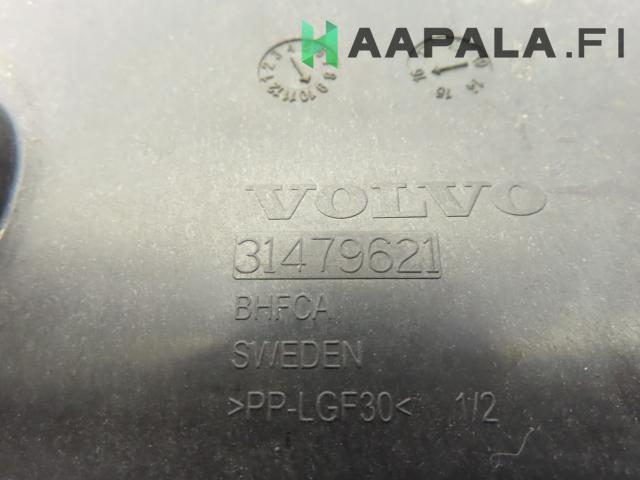 HAAPALA.FI
VOLVO
31479621
BHFCA
SWEDEN
>PP-LGF30< 1/2